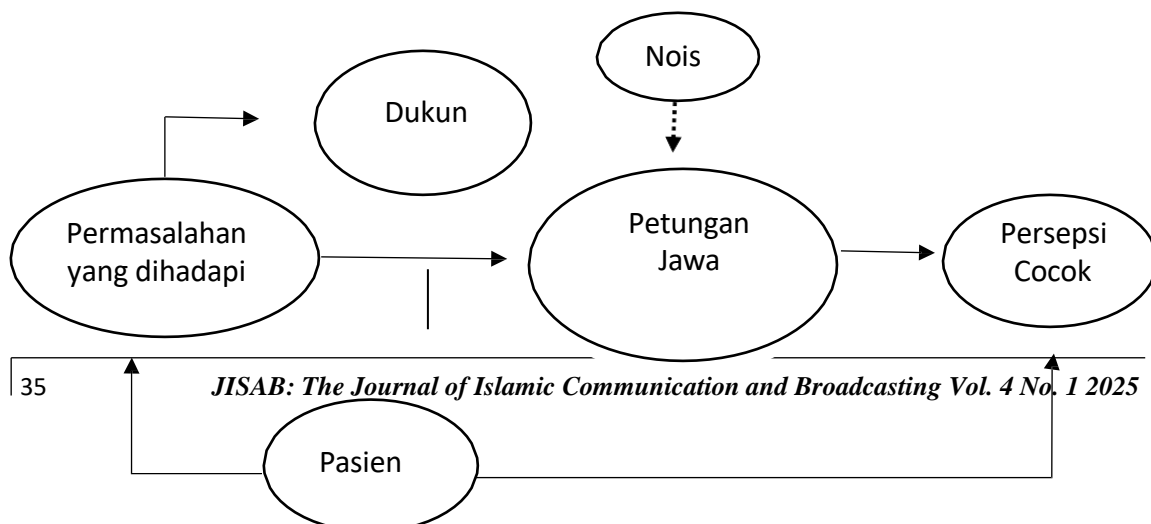 Nois
Dukun
Permasalahan
yang dihadapi
Petungan
Jawa
Persepsi
Cocok
35
JISAB: The Journal of Islamic Communication and Broadcasting Vol. 4 No. 1 2025
Pasien